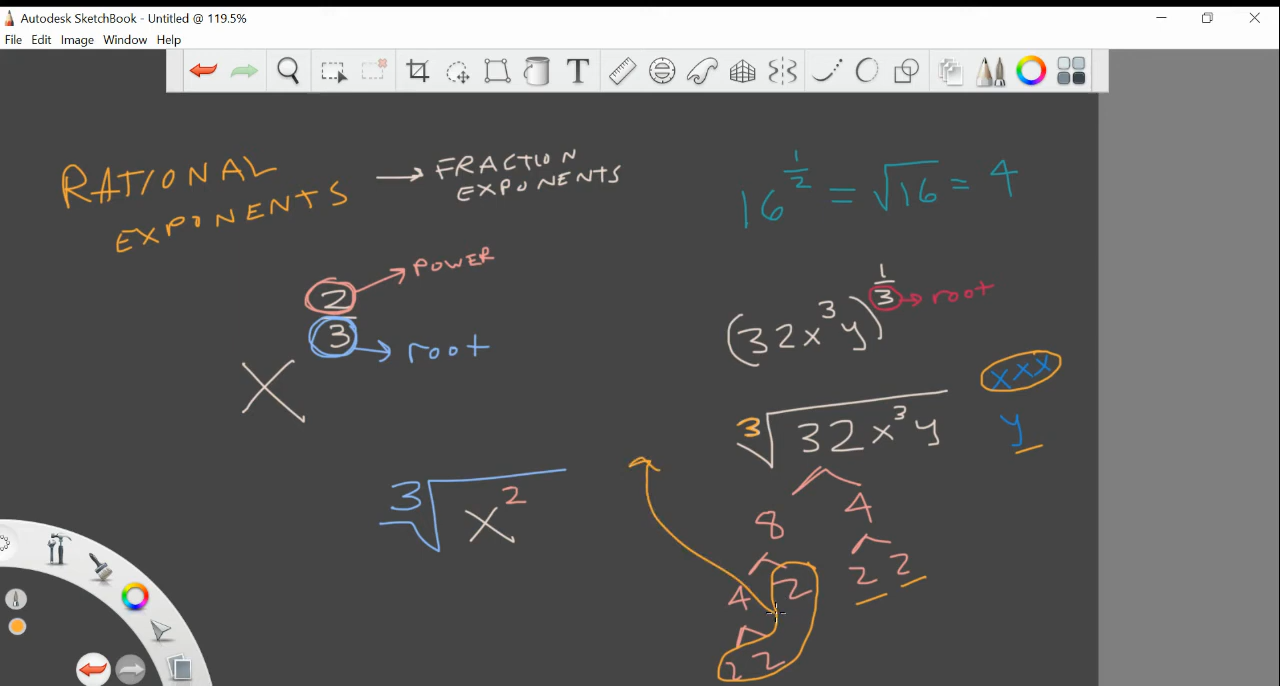 Autodesk SketchBook - Untitled @ 119.5%
File Edit Image Window Help
T
RATIONAL
EXPONENTS → FRACTION
EXPONENTS
16^(1/2) = √16 = 4
2 → POWER
3 → root
X
(32x³y)^(1/3) → root
xxx
y
³√(32x³y)
³√(x²)
8 4
4 2 2 2
2 2